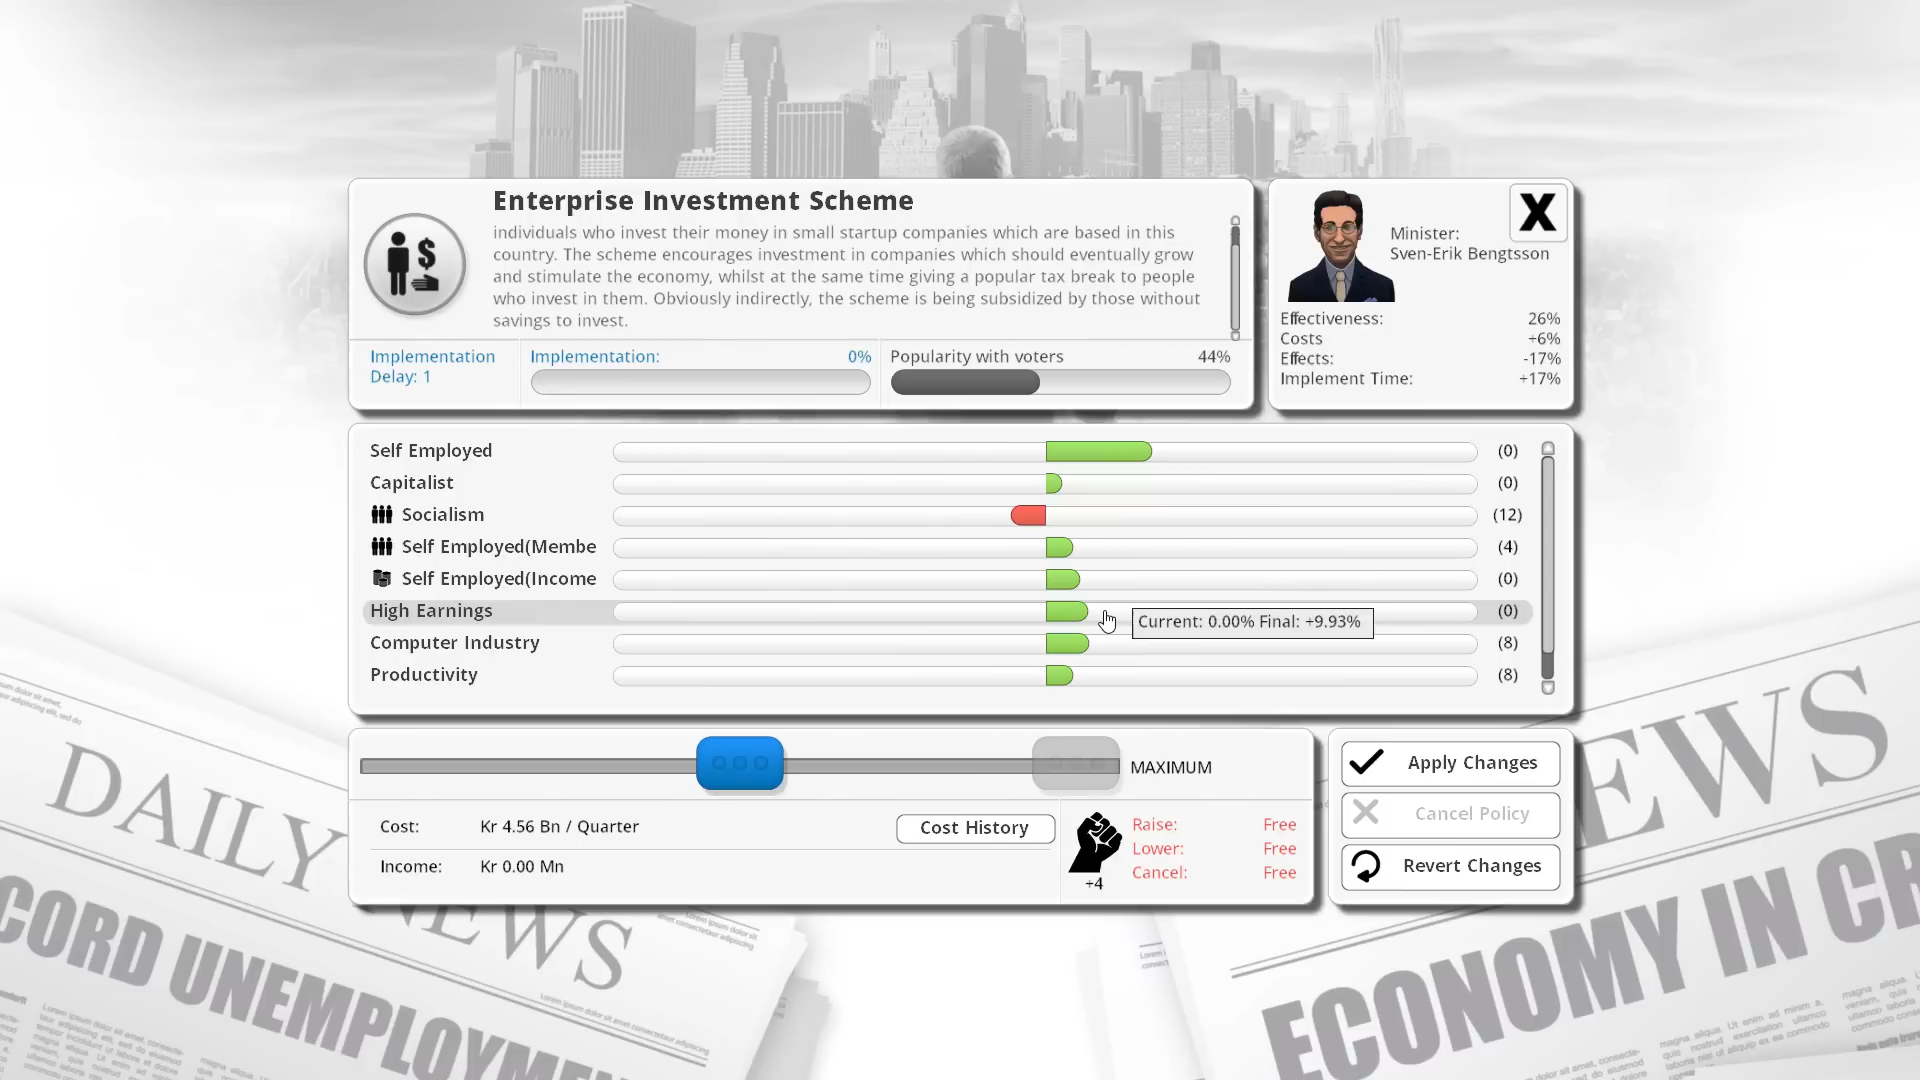 Enterprise Investment Scheme
individuals who invest their money in small startup companies which are based in this
country. The scheme encourages investment in companies which should eventually grow
and stimulate the economy, whilst at the same time giving a popular tax break to people
who invest in them. Obviously indirectly, the scheme is being subsidized by those without
savings to invest.
Implementation
Delay: 1
Implementation: 0%
Popularity with voters 44%
X
Minister:
Sven-Erik Bengtsson
Effectiveness: 26%
Costs +6%
Effects: -17%
Implement Time: +17%
Self Employed (0)
Capitalist (0)
Socialism (12)
Self Employed(Membe (4)
Self Employed(Income (0)
High Earnings (0)
Current: 0.00% Final: +9.93%
Computer Industry (8)
Productivity (8)
MAXIMUM
Cost: Kr 4.56 Bn / Quarter
Cost History
Income: Kr 0.00 Mn
+4
Raise: Free
Lower: Free
Cancel: Free
Apply Changes
Cancel Policy
Revert Changes
DAILY NEWS
CORD UNEMPLOYME
EWS
ECONOMY IN CR